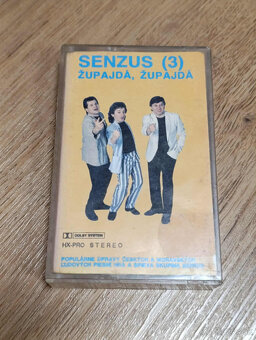 SENZUS (3)
ŽUPAJDÁ, ŽUPAJDÁ
DOLBY SYSTEM
HX-PRO STEREO
POPULÁRNE ÚPRAVY ČESKÝCH A MORAVSKÝCH
ĽUDOVÝCH PIESNÍ HRÁ A SPIEVA SKUPINA SENZUS